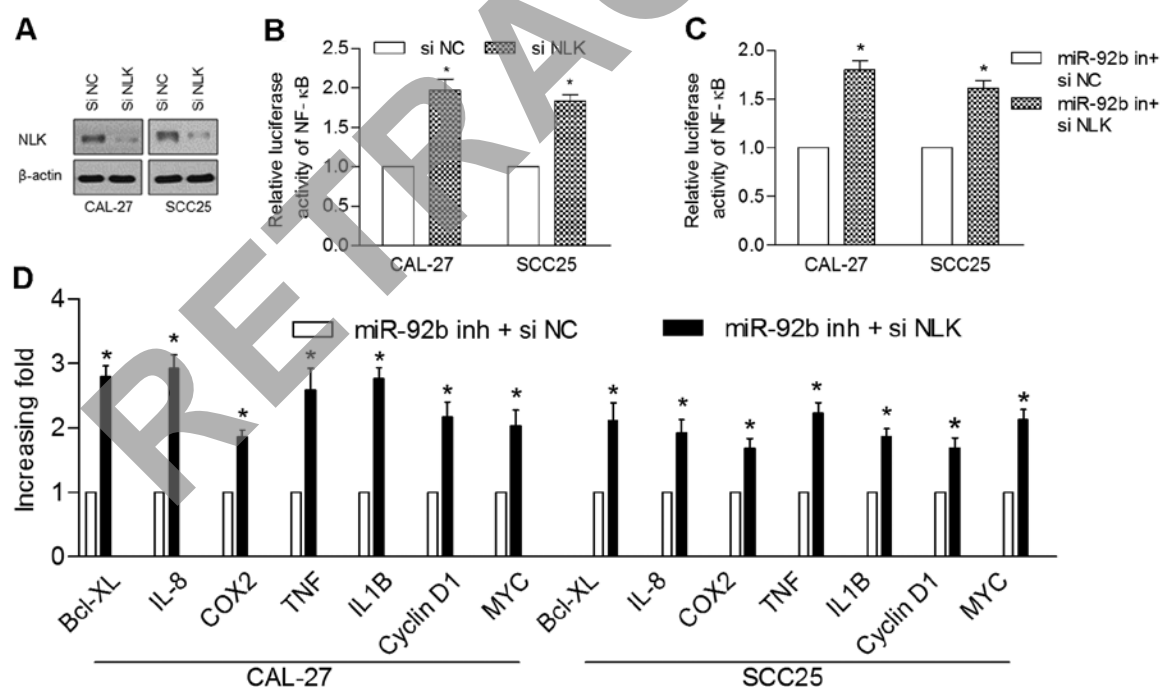 A
Si NC
Si NLK
Si NC
Si NLK
NLK
β-actin
CAL-27
SCC25
B
si NC
si NLK
Relative luciferase
activity of NF-κB
2.5
2.0
1.5
1.0
0.5
0.0
*
*
CAL-27
SCC25
C
Relative luciferase
activity of NF-κB
2.0
1.5
1.0
0.5
0.0
*
*
CAL-27
SCC25
miR-92b in+
si NC
miR-92b in+
si NLK
D
miR-92b inh + si NC
miR-92b inh + si NLK
Increasing fold
4
3
2
1
0
* * * * * * * * * * * * * *
Bcl-XL IL-8 COX2 TNF IL1B Cyclin D1 MYC Bcl-XL IL-8 COX2 TNF IL1B Cyclin D1 MYC
CAL-27 SCC25